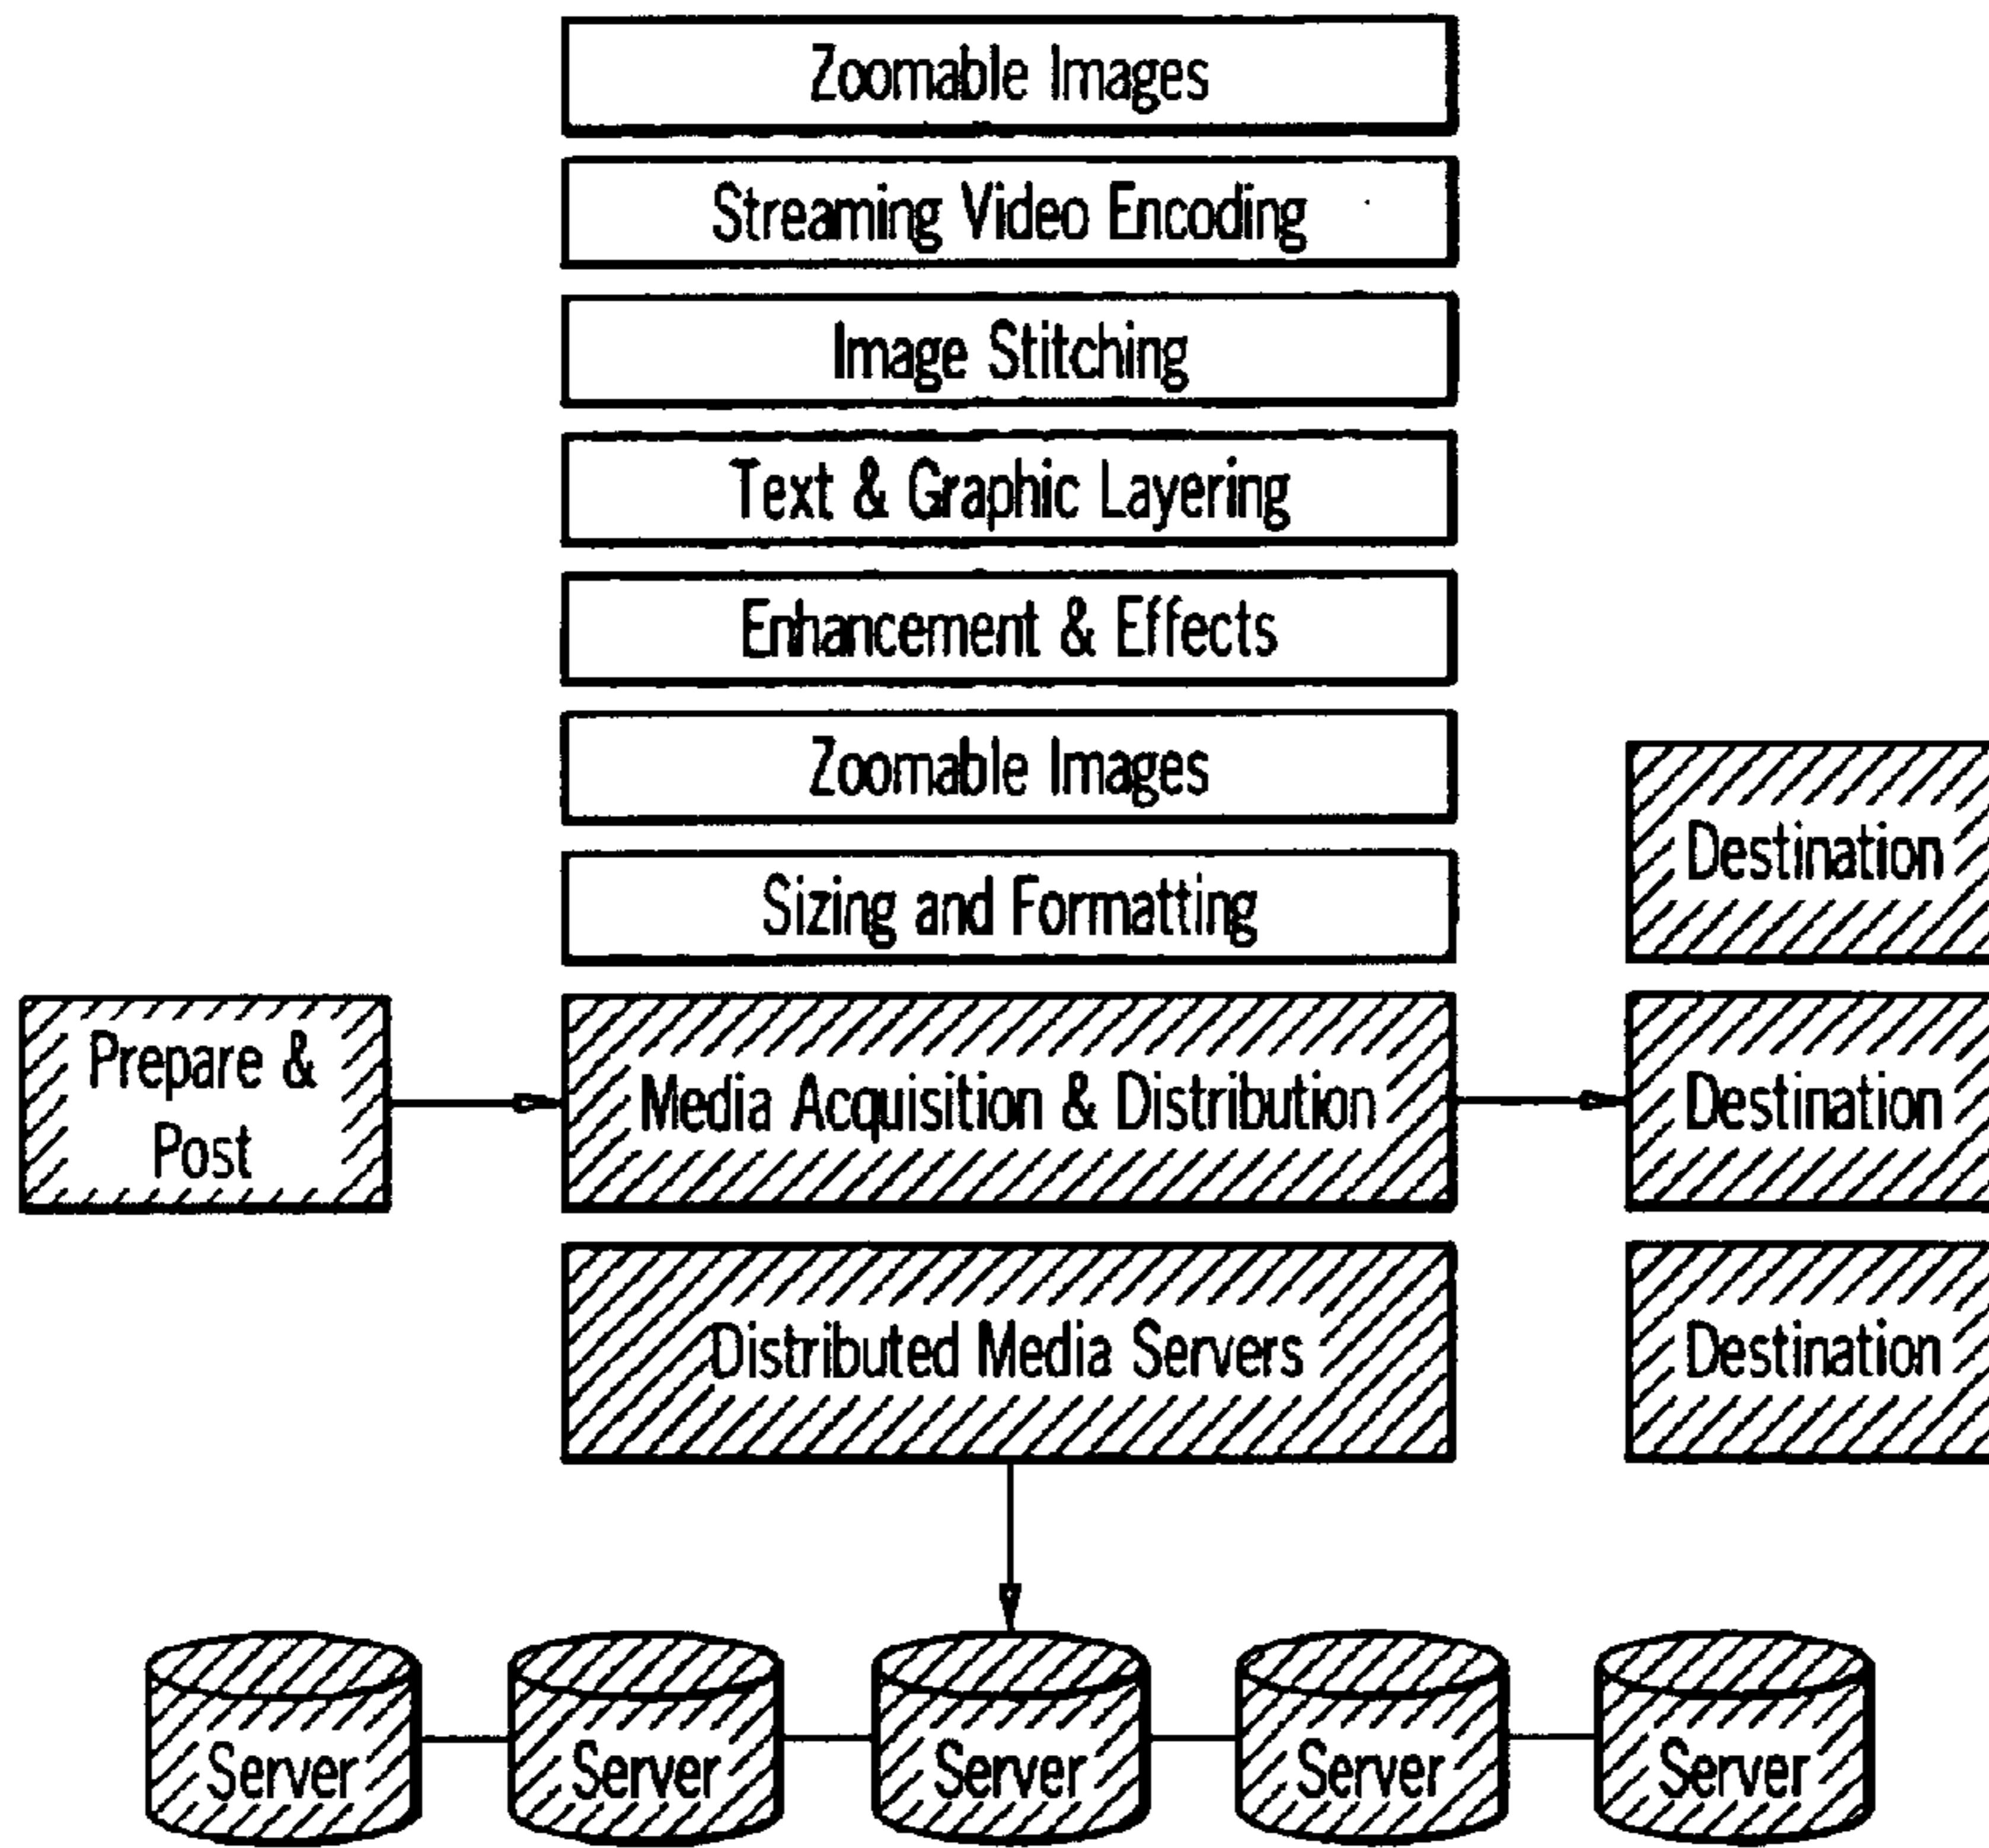 Zoomable Images
Streaming Video Encoding
Image Stitching
Text & Graphic Layering
Enhancement & Effects
Zoomable Images
Sizing and Formatting
Destination
Prepare &
Post
Media Acquisition & Distribution
Destination
Distributed Media Servers
Destination
Server
Server
Server
Server
Server